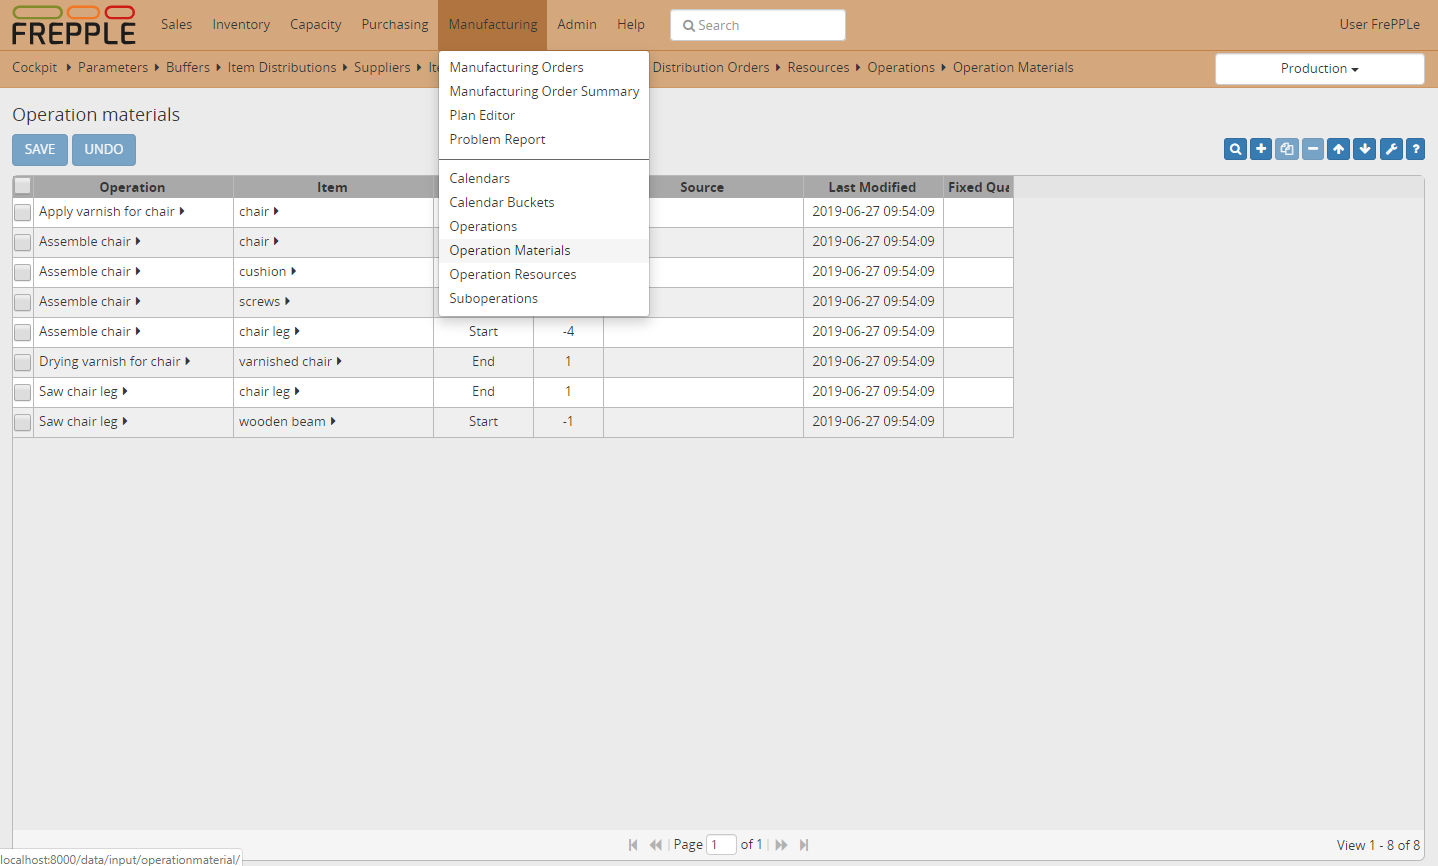 FREPPLE Sales Inventory Capacity Purchasing Manufacturing Admin Help Search User FrePPLe
Cockpit Parameters Buffers Item Distributions Suppliers Distribution Orders Resources Operations Operation Materials Production
Manufacturing Orders
Manufacturing Order Summary
Plan Editor
Problem Report
Calendars
Calendar Buckets
Operations
Operation Materials
Operation Resources
Suboperations
Operation materials
SAVE UNDO
Operation Item Source Last Modified Fixed Qua
Apply varnish for chair chair 2019-06-27 09:54:09
Assemble chair chair 2019-06-27 09:54:09
Assemble chair cushion 2019-06-27 09:54:09
Assemble chair screws 2019-06-27 09:54:09
Assemble chair chair leg Start -4 2019-06-27 09:54:09
Drying varnish for chair varnished chair End 1 2019-06-27 09:54:09
Saw chair leg chair leg End 1 2019-06-27 09:54:09
Saw chair leg wooden beam Start -1 2019-06-27 09:54:09
Page 1 of 1 View 1 - 8 of 8
localhost:8000/data/input/operationmaterial/